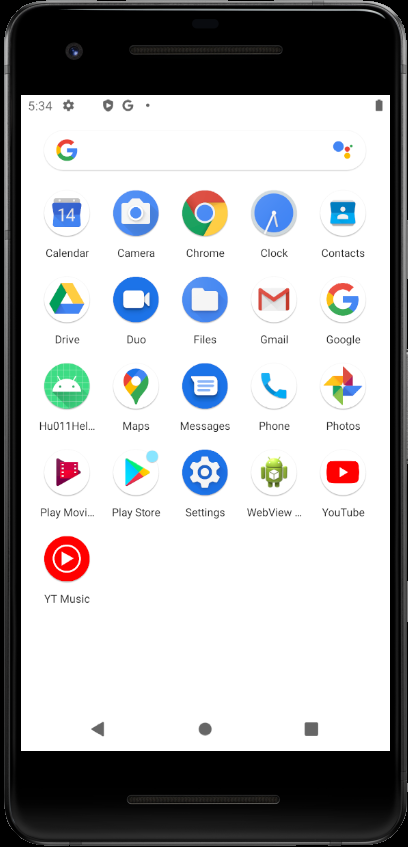 5:34
14
Calendar Camera Chrome Clock Contacts
Drive Duo Files Gmail Google
Hu011Hel... Maps Messages Phone Photos
Play Movi... Play Store Settings WebView ... YouTube
YT Music